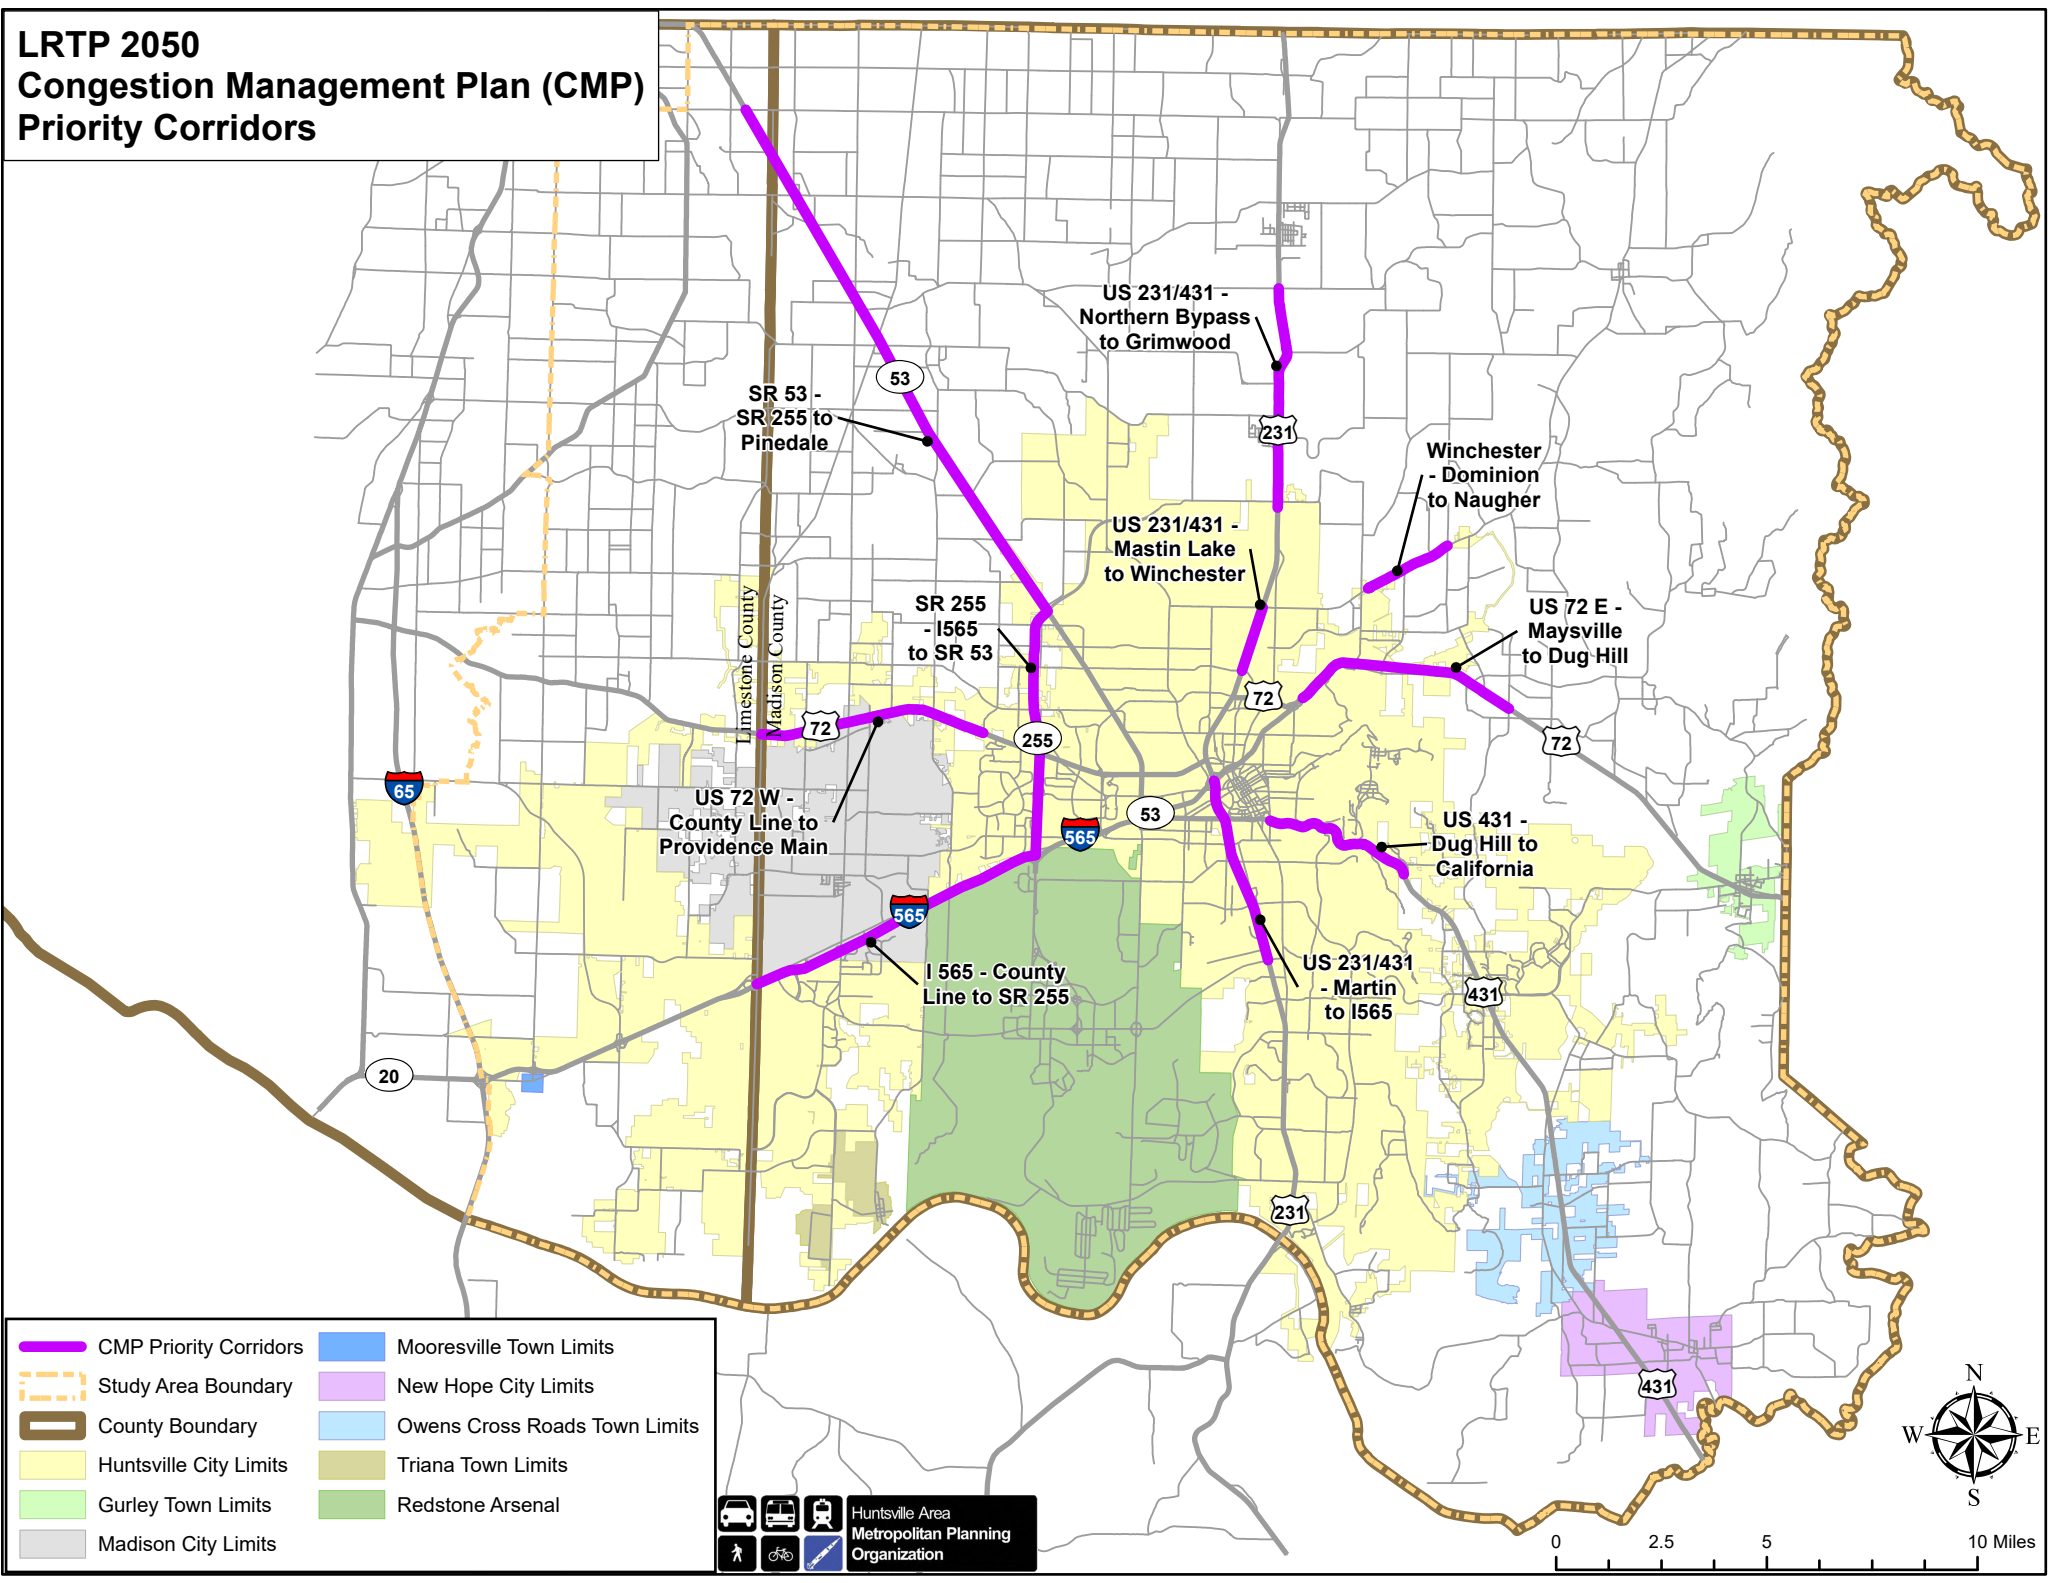 LRTP 2050
Congestion Management Plan (CMP)
Priority Corridors
US 231/431 -
Northern Bypass
to Grimwood
53
SR 53 -
SR 255 to
Pinedale
231
Winchester
- Dominion
to Naugher
US 231/431 -
Mastin Lake
to Winchester
SR 255
- I565
to SR 53
US 72 E -
Maysville
to Dug Hill
Limestone County
Madison County
72
72
255
72
65
US 72 W -
County Line to
Providence Main
53
565
US 431 -
Dug Hill to
California
565
I 565 - County
Line to SR 255
US 231/431
- Martin
to I565
431
20
231
431
CMP Priority Corridors
Study Area Boundary
County Boundary
Huntsville City Limits
Gurley Town Limits
Madison City Limits
Mooresville Town Limits
New Hope City Limits
Owens Cross Roads Town Limits
Triana Town Limits
Redstone Arsenal
Huntsville Area
Metropolitan Planning
Organization
N
W E
S
0 2.5 5 10 Miles